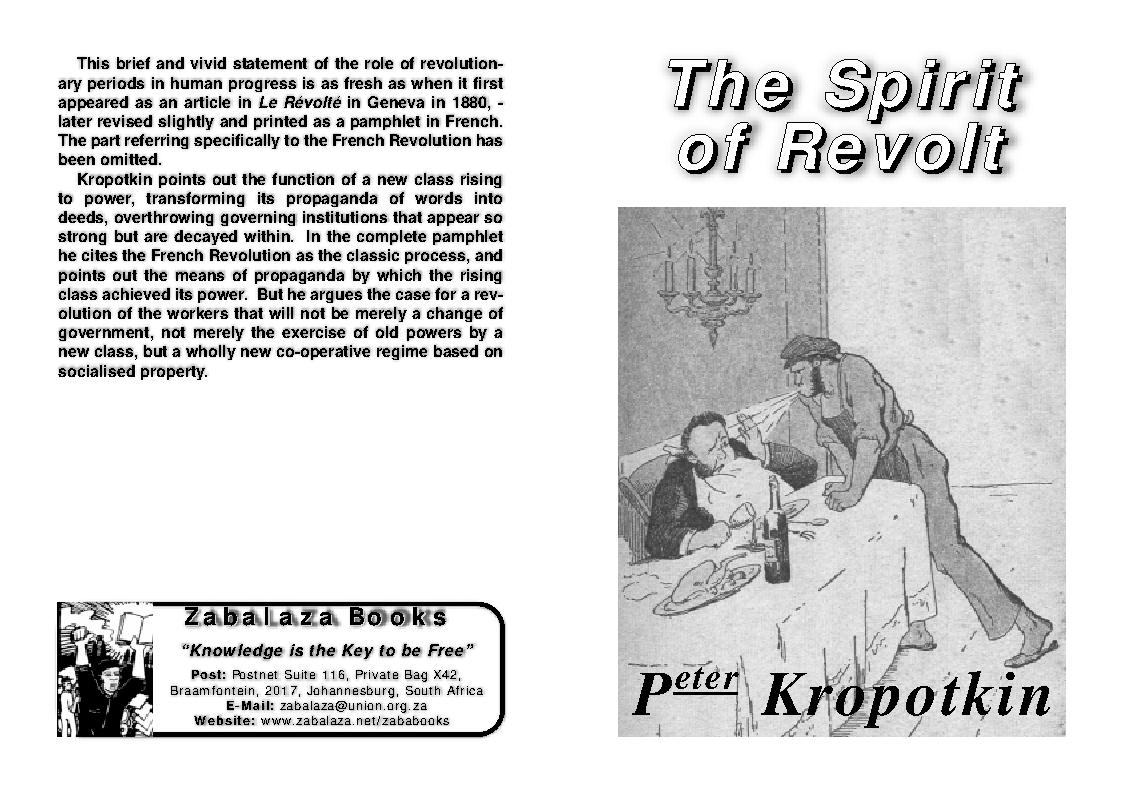 This brief and vivid statement of the role of revolution-
ary periods in human progress is as fresh as when it first
appeared as an article in Le Révolté in Geneva in 1880, -
later revised slightly and printed as a pamphlet in French.
The part referring specifically to the French Revolution has
been omitted.
Kropotkin points out the function of a new class rising
to power, transforming its propaganda of words into
deeds, overthrowing governing institutions that appear so
strong but are decayed within. In the complete pamphlet
he cites the French Revolution as the classic process, and
points out the means of propaganda by which the rising
class achieved its power. But he argues the case for a rev-
olution of the workers that will not be merely a change of
government, not merely the exercise of old powers by a
new class, but a wholly new co-operative regime based on
socialised property.
ZabaLaza Books
“Knowledge is the Key to be Free”
Post: Postnet Suite 116, Private Bag X42,
Braamfontein, 2017, Johannesburg, South Africa
E-Mail: zabalaza@union.org.za
Website: www.zabalaza.net/zababooks
The Spirit
of Revolt
Peter Kropotkin